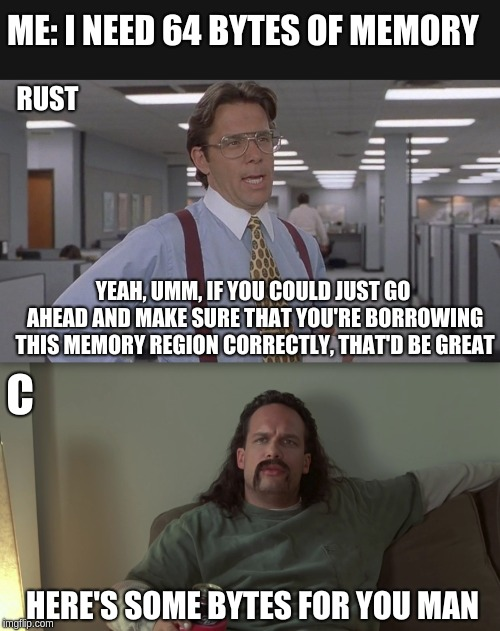 ME: I NEED 64 BYTES OF MEMORY
RUST
YEAH, UMM, IF YOU COULD JUST GO
AHEAD AND MAKE SURE THAT YOU'RE BORROWING
THIS MEMORY REGION CORRECTLY, THAT'D BE GREAT
C
HERE'S SOME BYTES FOR YOU MAN
imgflip.com